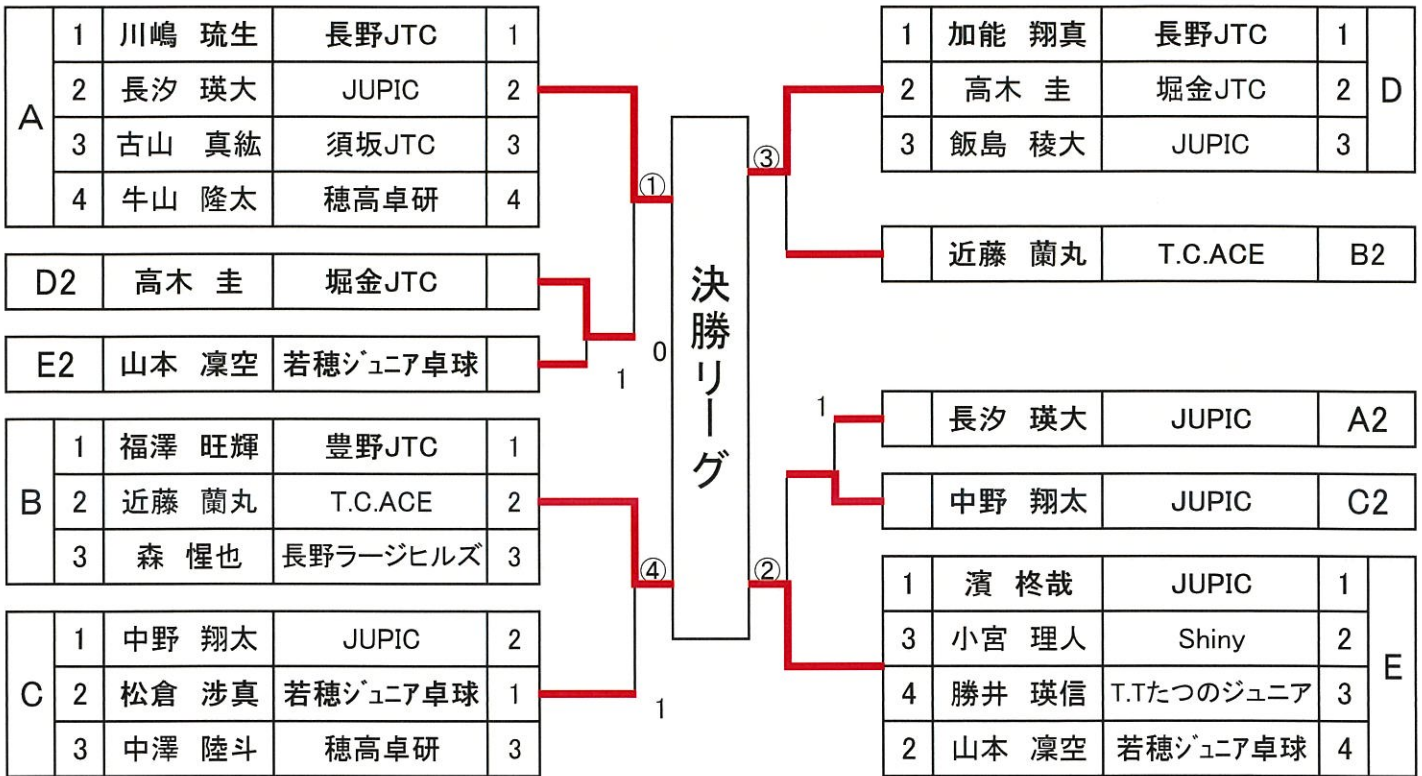 A
1 川嶋 琉生 長野JTC 1
2 長汐 瑛大 JUPIC 2
3 古山 真紘 須坂JTC 3
4 牛山 隆太 穂高卓研 4
D2 高木 圭 堀金JTC
E2 山本 凜空 若穂ジュニア卓球
B
1 福澤 旺輝 豊野JTC 1
2 近藤 蘭丸 T.C.ACE 2
3 森 惺也 長野ラージヒルズ 3
C
1 中野 翔太 JUPIC 2
2 松倉 渉真 若穂ジュニア卓球 1
3 中澤 陸斗 穂高卓研 3
①
0
1
④
1
決勝リーグ
③
1
②
1 加能 翔真 長野JTC 1
2 高木 圭 堀金JTC 2
3 飯島 稜大 JUPIC 3
D
近藤 蘭丸 T.C.ACE B2
長汐 瑛大 JUPIC A2
中野 翔太 JUPIC C2
1 濱 柊哉 JUPIC 1
3 小宮 理人 Shiny 2
4 勝井 瑛信 T.Tたつのジュニア 3
2 山本 凜空 若穂ジュニア卓球 4
E